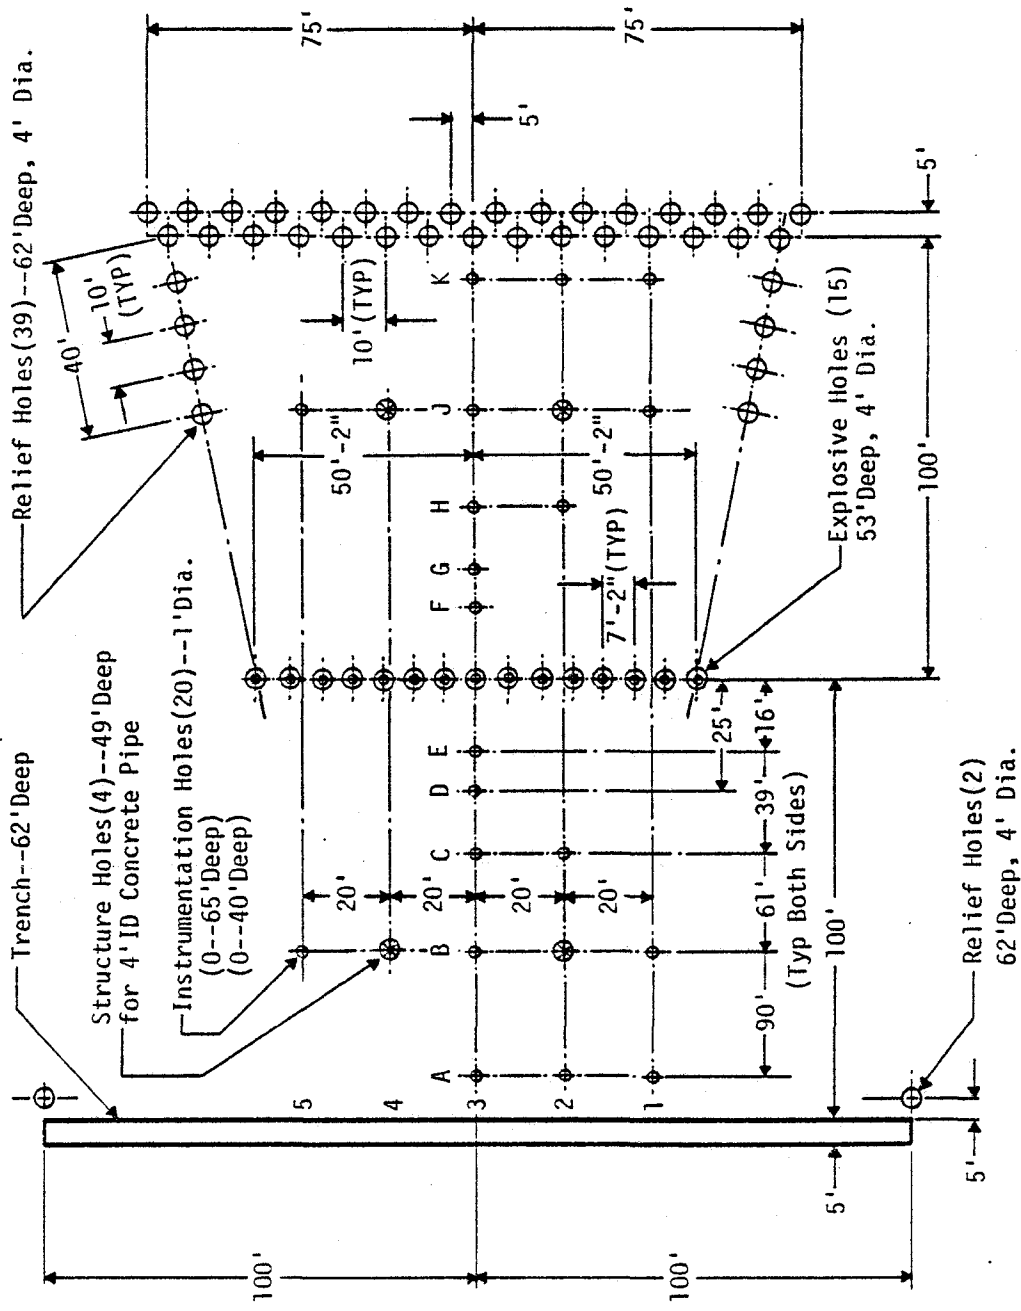 Relief Holes(39)--62'Deep, 4' Dia.
75'
75'
5'
5'
40'
10'
(TYP)
10'(TYP)
K
J
H
G
F
50'-2"
50'-2"
7'-2"(TYP)
Explosive Holes (15)
53'Deep, 4' Dia.
100'
Trench--62'Deep
Structure Holes(4)--49'Deep
for 4'ID Concrete Pipe
Instrumentation Holes(20)--1'Dia.
(0--65'Deep)
(0--40'Deep)
E
D
C
B
A
25'
16'
39'
61'
90'
(Typ Both Sides)
20'
20'
20'
20'
5
4
3
2
1
100'
Relief Holes(2)
62'Deep, 4' Dia.
5'
5'
100'
100'